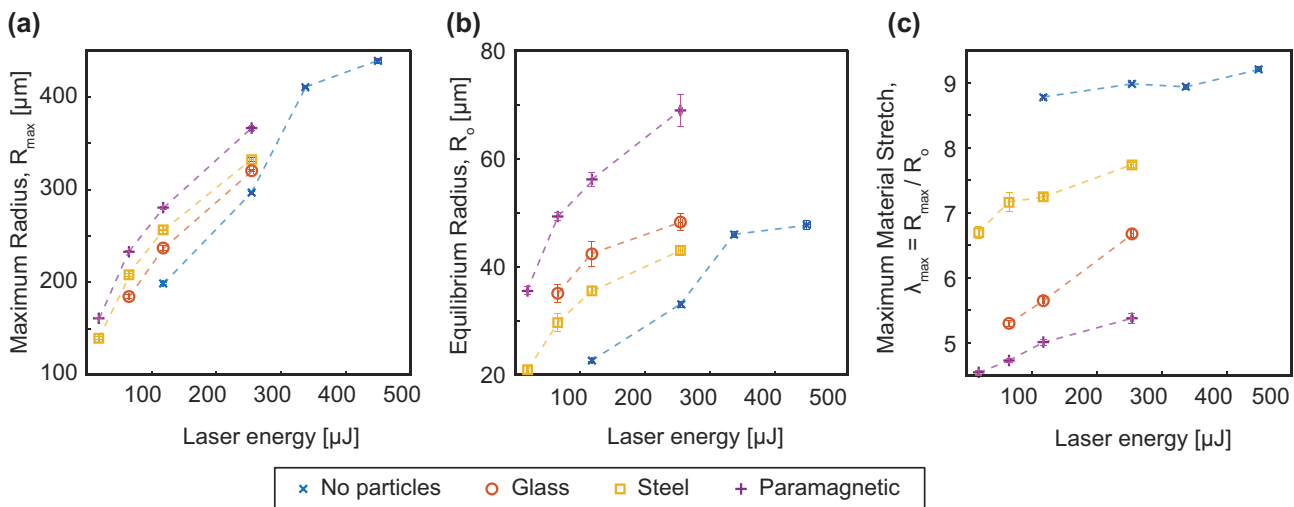 (a)
Maximum Radius, R_max [µm]
400
300
200
100
100 200 300 400 500
Laser energy [µJ]
(b)
Equilibrium Radius, R_o [µm]
80
60
40
20
100 200 300 400 500
Laser energy [µJ]
(c)
Maximum Material Stretch,
λ_max = R_max / R_o
9
8
7
6
5
100 200 300 400 500
Laser energy [µJ]
No particles Glass Steel Paramagnetic